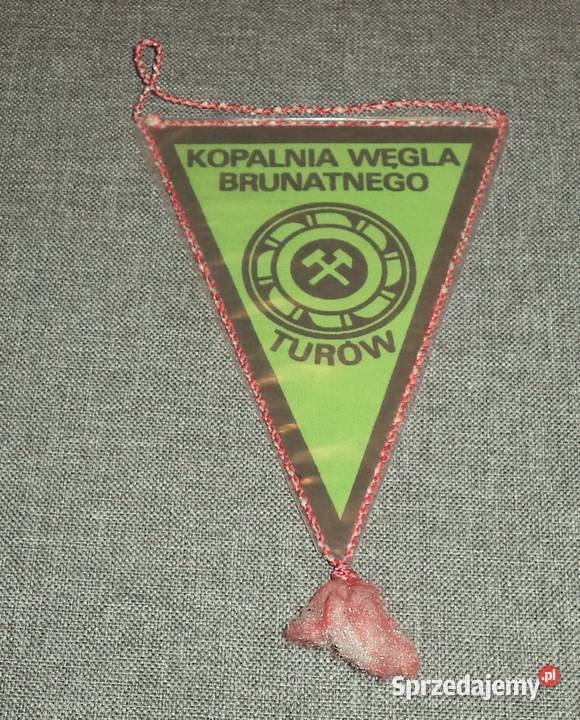 KOPALNIA WĘGLA
BRUNATNEGO
TURÓW
Sprzedajemy.pl